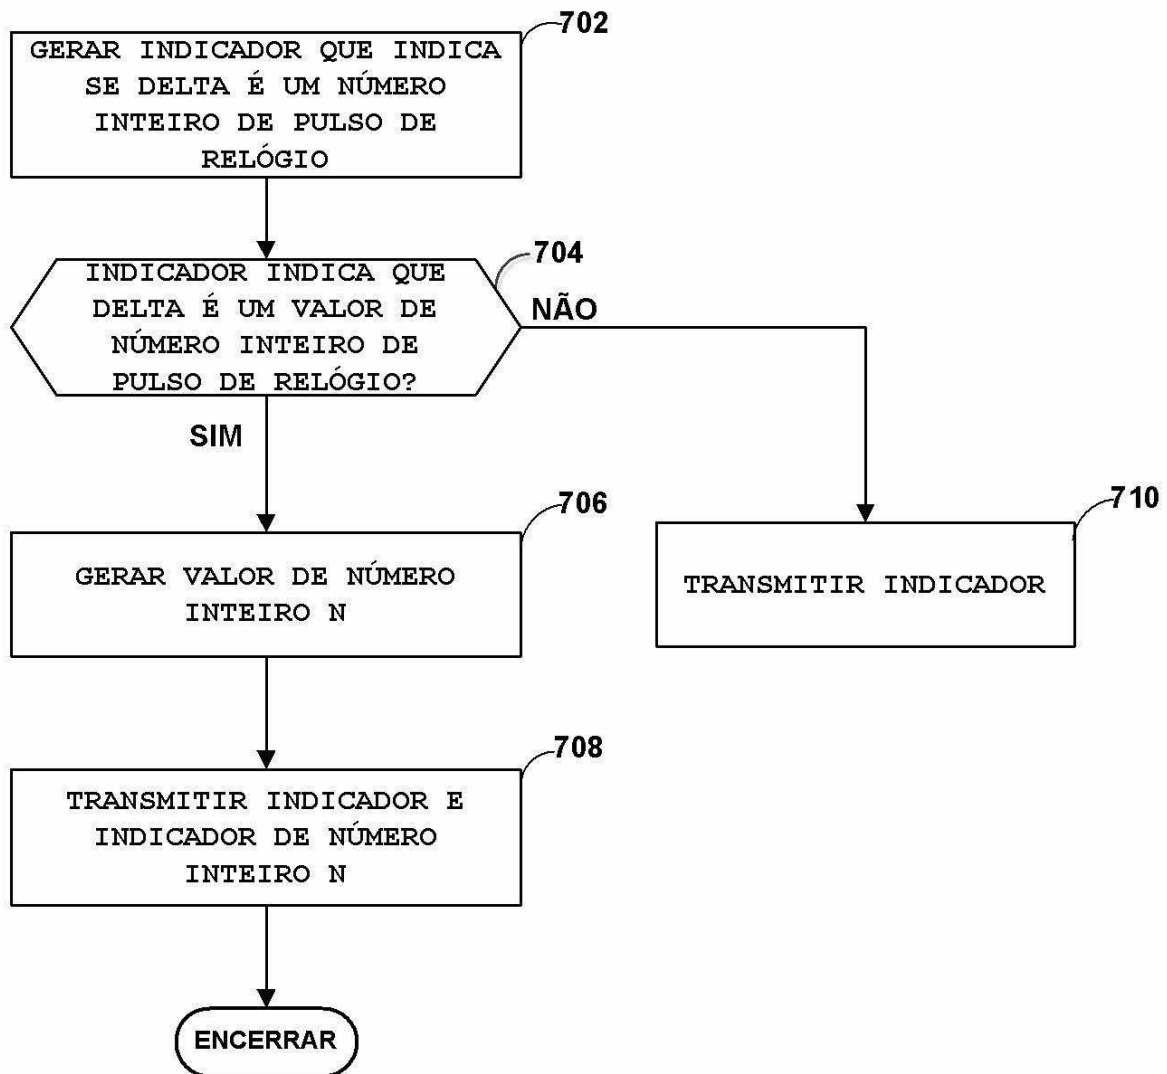 702
GERAR INDICADOR QUE INDICA
SE DELTA É UM NÚMERO
INTEIRO DE PULSO DE
RELÓGIO
704
INDICADOR INDICA QUE
DELTA É UM VALOR DE
NÚMERO INTEIRO DE
PULSO DE RELÓGIO?
NÃO
SIM
706
GERAR VALOR DE NÚMERO
INTEIRO N
710
TRANSMITIR INDICADOR
708
TRANSMITIR INDICADOR E
INDICADOR DE NÚMERO
INTEIRO N
ENCERRAR